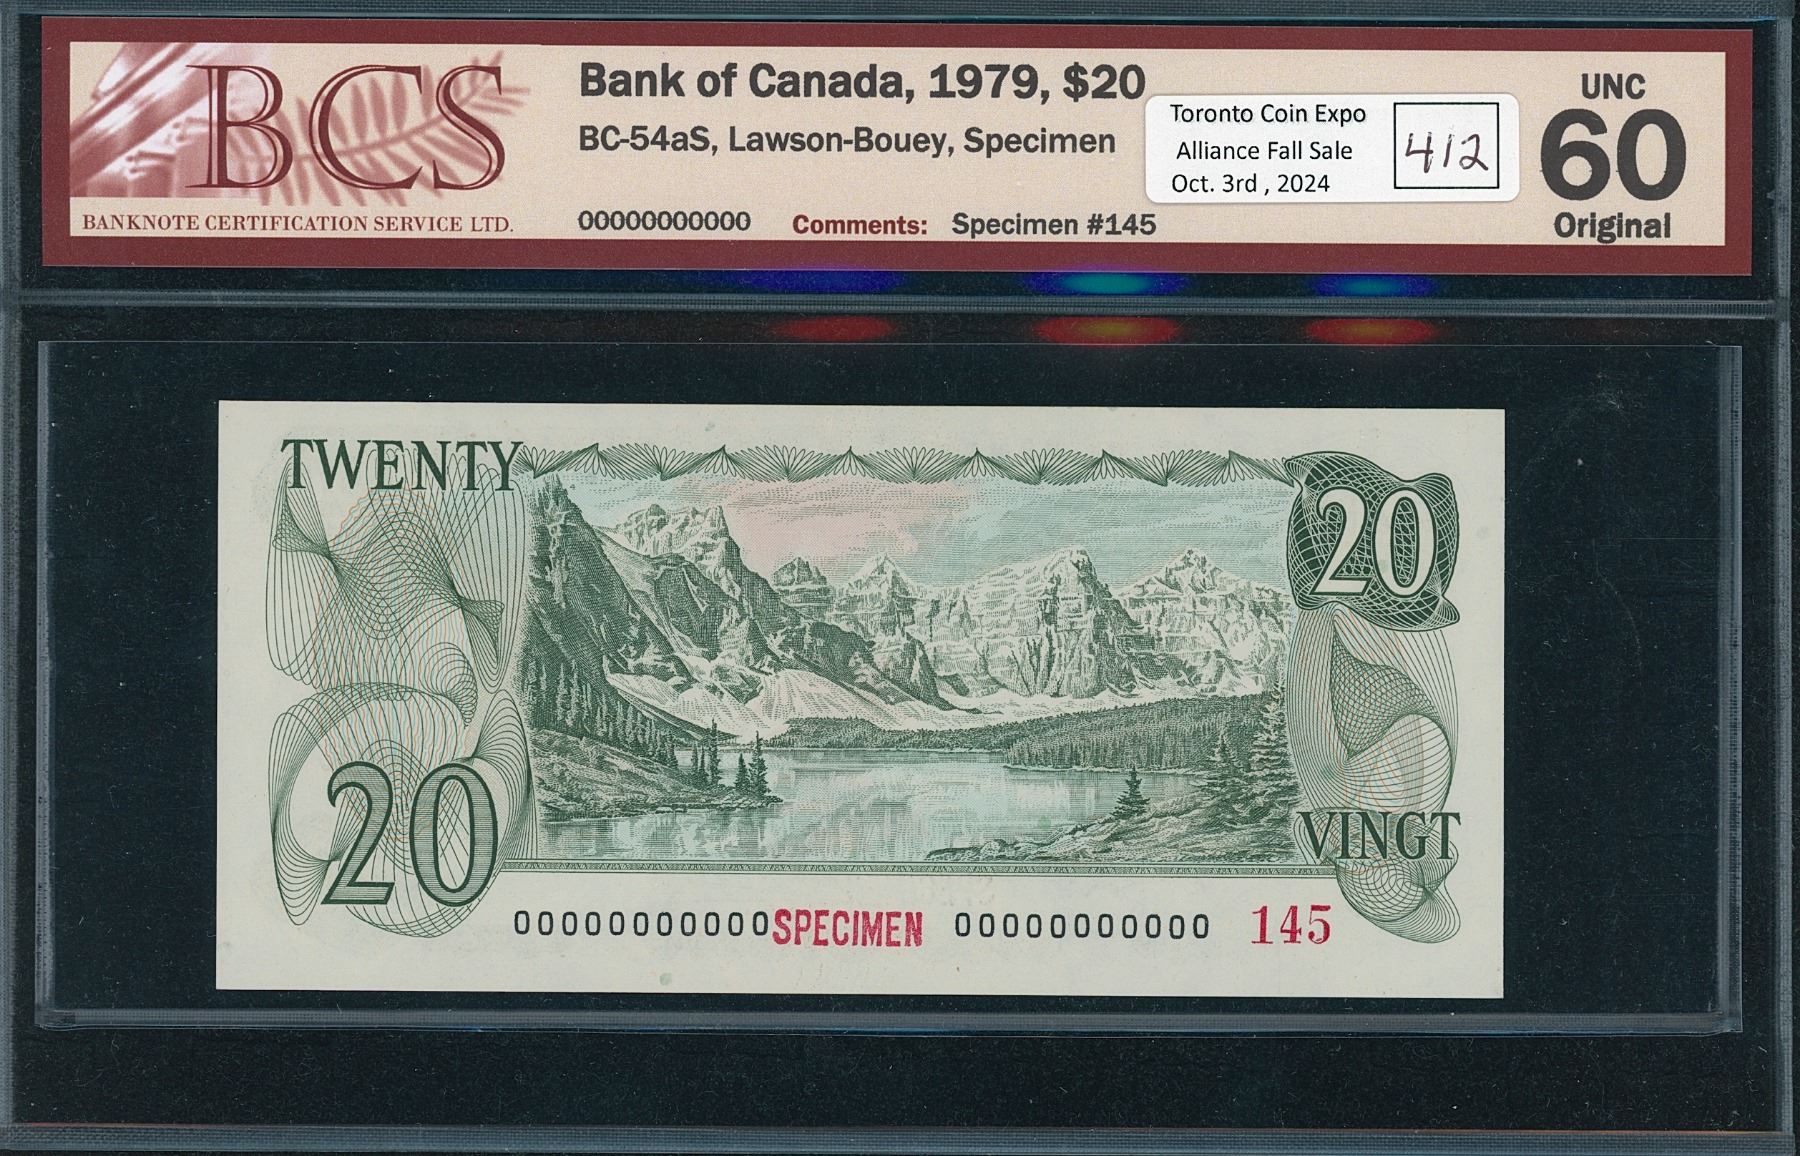 BCS
BANKNOTE CERTIFICATION SERVICE LTD.
Bank of Canada, 1979, $20
BC-54aS, Lawson-Bouey, Specimen
00000000000 Comments: Specimen #145
Toronto Coin Expo
Alliance Fall Sale
Oct. 3rd , 2024
412
UNC
60
Original
TWENTY
20
20
VINGT
00000000000 SPECIMEN 00000000000 145